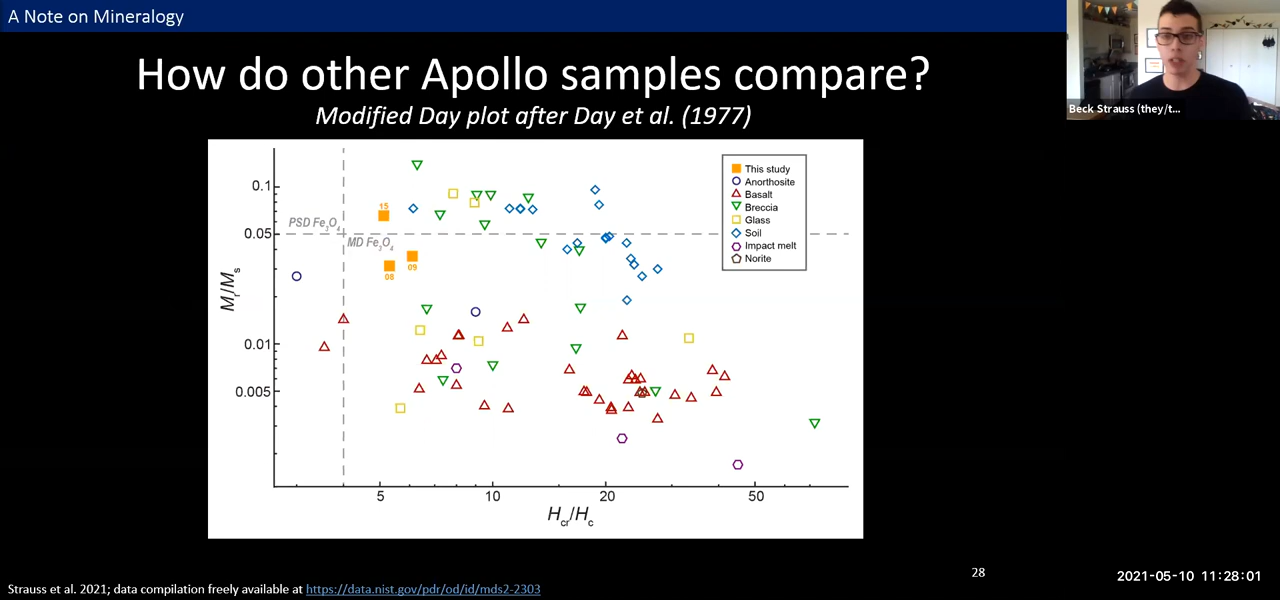 A Note on Mineralogy
How do other Apollo samples compare?
Modified Day plot after Day et al. (1977)
Beck Strauss (they/t...
This study
Anorthosite
Basalt
Breccia
Glass
Soil
Impact melt
Norite
0.1
0.05
0.01
0.005
Mr/Ms
PSD Fe3O4
MD Fe3O4
15
08
09
5
10
20
50
Hcr/Hc
28
2021-05-10 11:28:01
Strauss et al. 2021; data compilation freely available at https://data.nist.gov/pdr/od/id/mds2-2303